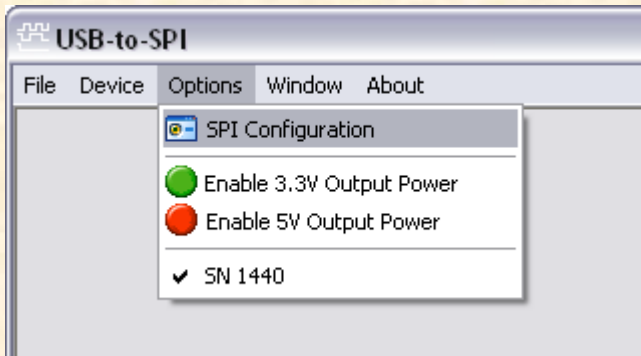 USB-to-SPI
File Device Options Window About
SPI Configuration
Enable 3.3V Output Power
Enable 5V Output Power
SN 1440